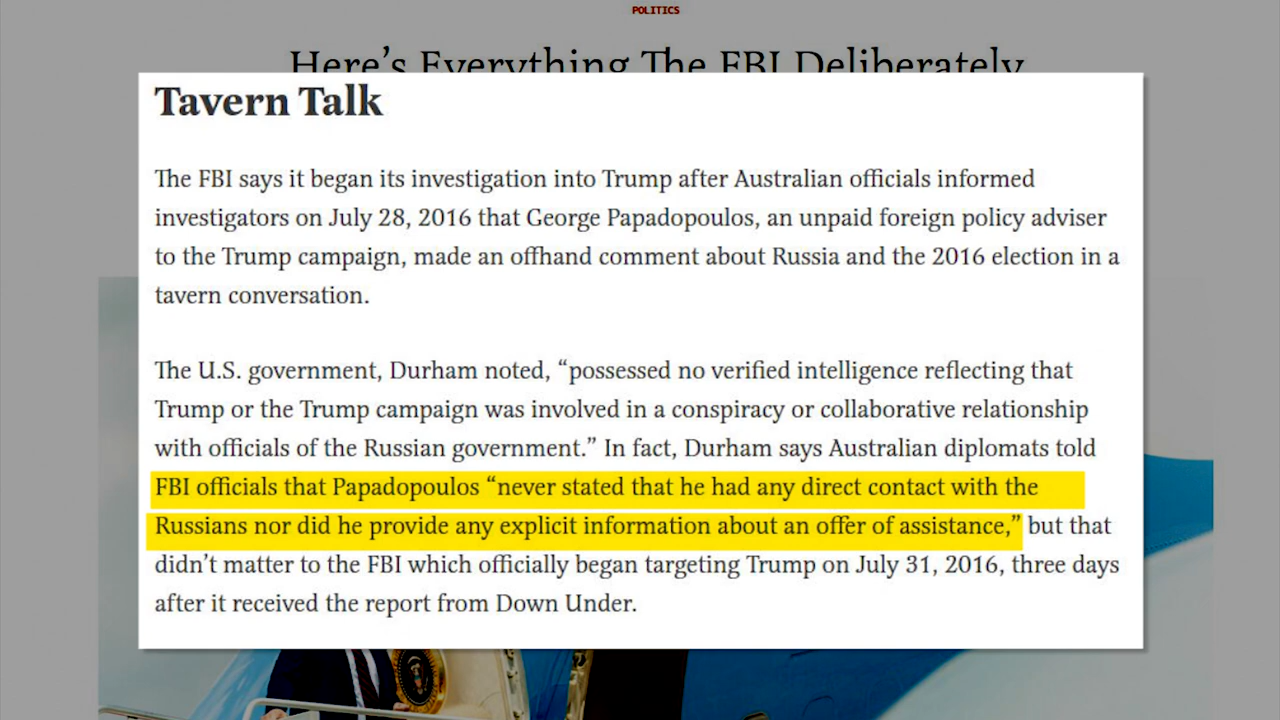 POLITICS
Here’s Everything The FBI Deliberately
Tavern Talk
The FBI says it began its investigation into Trump after Australian officials informed
investigators on July 28, 2016 that George Papadopoulos, an unpaid foreign policy adviser
to the Trump campaign, made an offhand comment about Russia and the 2016 election in a
tavern conversation.
The U.S. government, Durham noted, “possessed no verified intelligence reflecting that
Trump or the Trump campaign was involved in a conspiracy or collaborative relationship
with officials of the Russian government.” In fact, Durham says Australian diplomats told
FBI officials that Papadopoulos “never stated that he had any direct contact with the
Russians nor did he provide any explicit information about an offer of assistance,” but that
didn’t matter to the FBI which officially began targeting Trump on July 31, 2016, three days
after it received the report from Down Under.